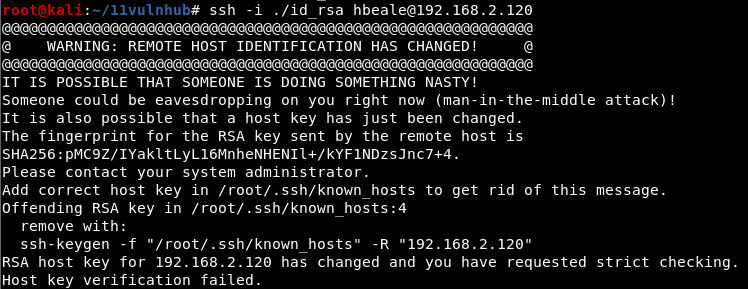 root@kali:~/11vulnhub# ssh -i ./id_rsa hbeale@192.168.2.120
@@@@@@@@@@@@@@@@@@@@@@@@@@@@@@@@@@@@@@@@@@@@@@@@@@@@@@@@@@@
@    WARNING: REMOTE HOST IDENTIFICATION HAS CHANGED!     @
@@@@@@@@@@@@@@@@@@@@@@@@@@@@@@@@@@@@@@@@@@@@@@@@@@@@@@@@@@@
IT IS POSSIBLE THAT SOMEONE IS DOING SOMETHING NASTY!
Someone could be eavesdropping on you right now (man-in-the-middle attack)!
It is also possible that a host key has just been changed.
The fingerprint for the RSA key sent by the remote host is
SHA256:pMC9Z/IYakltLyL16MnheNHENIl+/kYF1NDzsJnc7+4.
Please contact your system administrator.
Add correct host key in /root/.ssh/known_hosts to get rid of this message.
Offending RSA key in /root/.ssh/known_hosts:4
  remove with:
  ssh-keygen -f "/root/.ssh/known_hosts" -R "192.168.2.120"
RSA host key for 192.168.2.120 has changed and you have requested strict checking.
Host key verification failed.